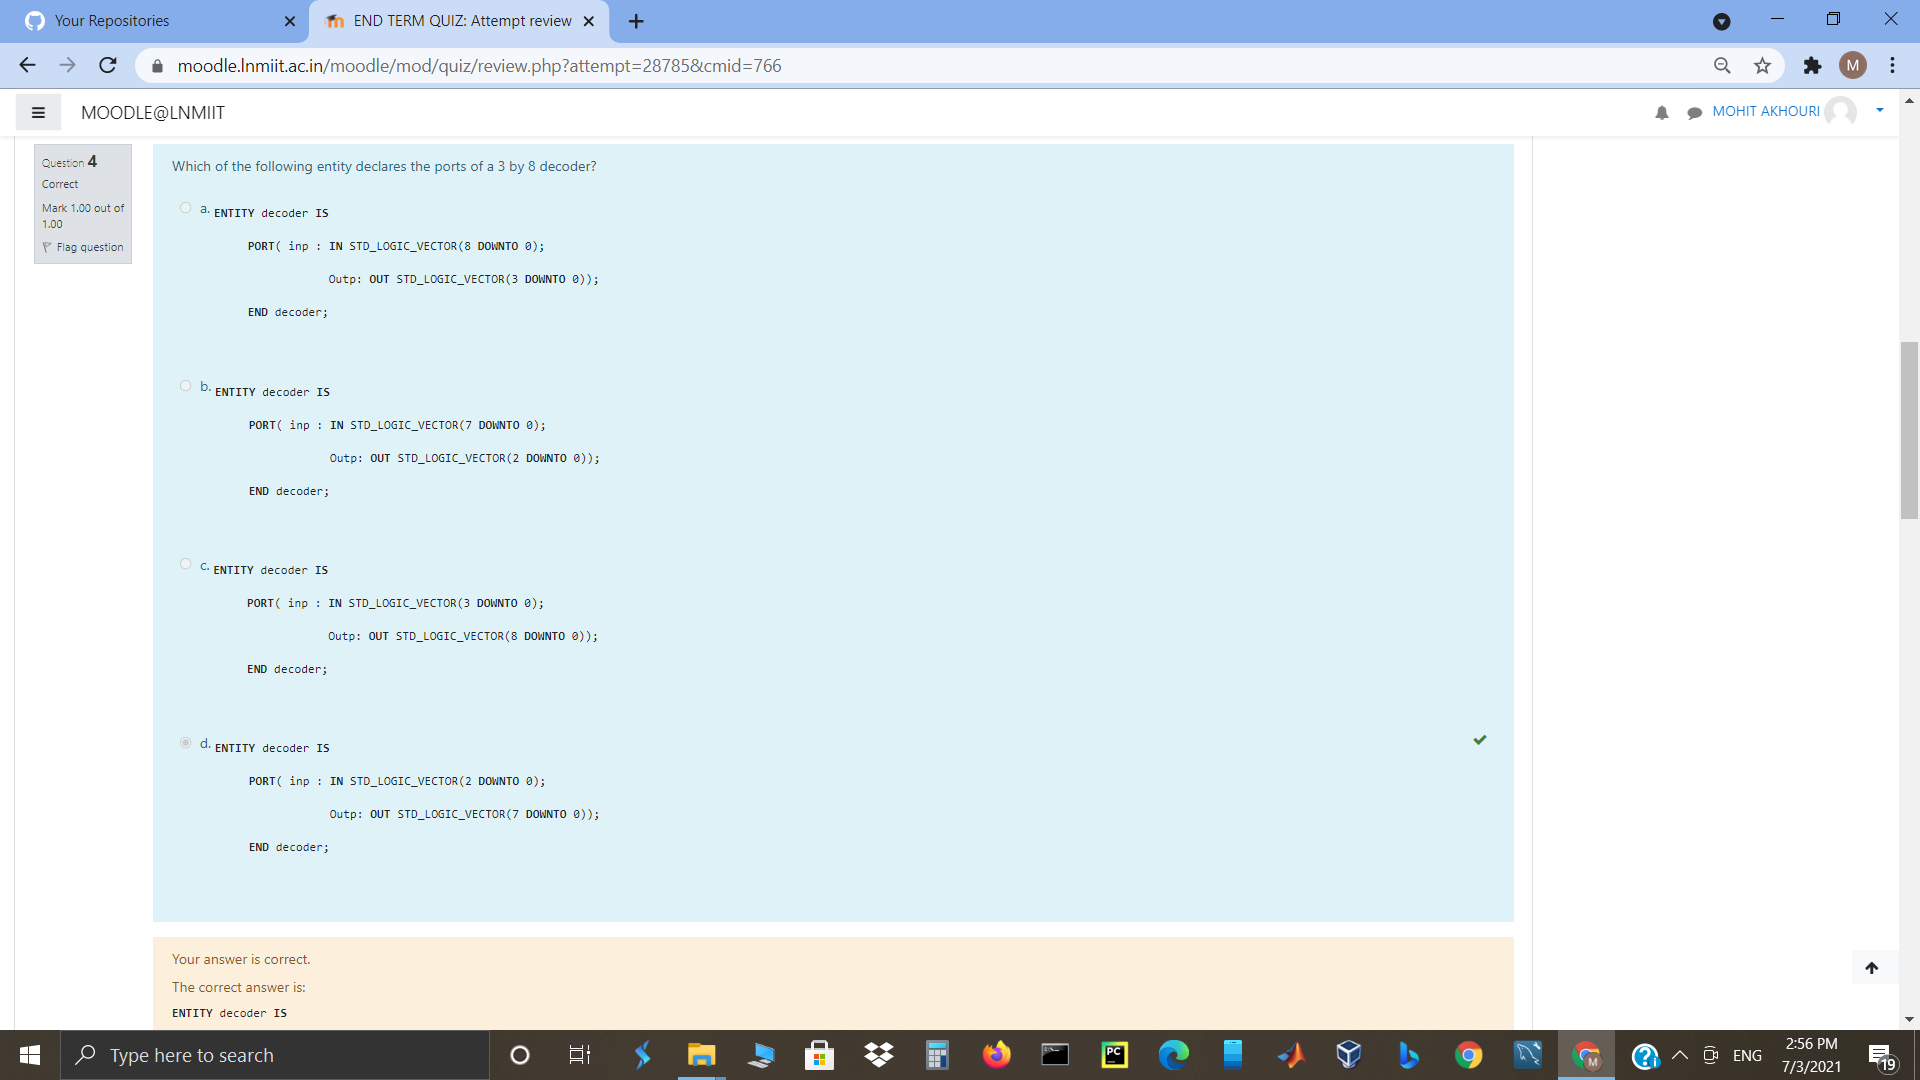 Your Repositories
END TERM QUIZ: Attempt review
moodle.lnmiit.ac.in/moodle/mod/quiz/review.php?attempt=28785&cmid=766
M
MOODLE@LNMIIT
MOHIT AKHOURI
Question 4
Correct
Mark 1.00 out of
1.00
Flag question
Which of the following entity declares the ports of a 3 by 8 decoder?
a. ENTITY decoder IS
PORT( inp : IN STD_LOGIC_VECTOR(8 DOWNTO 0);
Outp: OUT STD_LOGIC_VECTOR(3 DOWNTO 0));
END decoder;
b. ENTITY decoder IS
PORT( inp : IN STD_LOGIC_VECTOR(7 DOWNTO 0);
Outp: OUT STD_LOGIC_VECTOR(2 DOWNTO 0));
END decoder;
c. ENTITY decoder IS
PORT( inp : IN STD_LOGIC_VECTOR(3 DOWNTO 0);
Outp: OUT STD_LOGIC_VECTOR(8 DOWNTO 0));
END decoder;
d. ENTITY decoder IS
PORT( inp : IN STD_LOGIC_VECTOR(2 DOWNTO 0);
Outp: OUT STD_LOGIC_VECTOR(7 DOWNTO 0));
END decoder;
Your answer is correct.
The correct answer is:
ENTITY decoder IS
Type here to search
PC
M
ENG
2:56 PM
7/3/2021
19